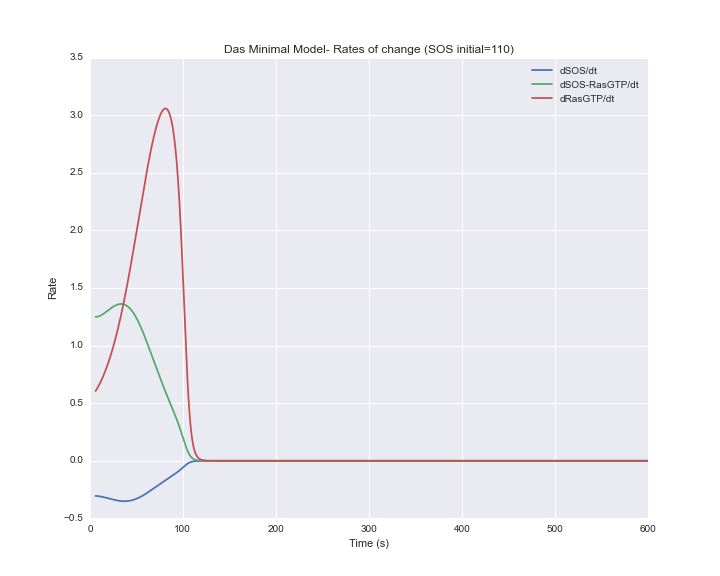 Das Minimal Model- Rates of change (SOS initial=110)
dSOS/dt
dSOS-RasGTP/dt
dRasGTP/dt
3.5
3.0
2.5
2.0
1.5
1.0
0.5
0.0
−0.5
Rate
0 100 200 300 400 500 600
Time (s)